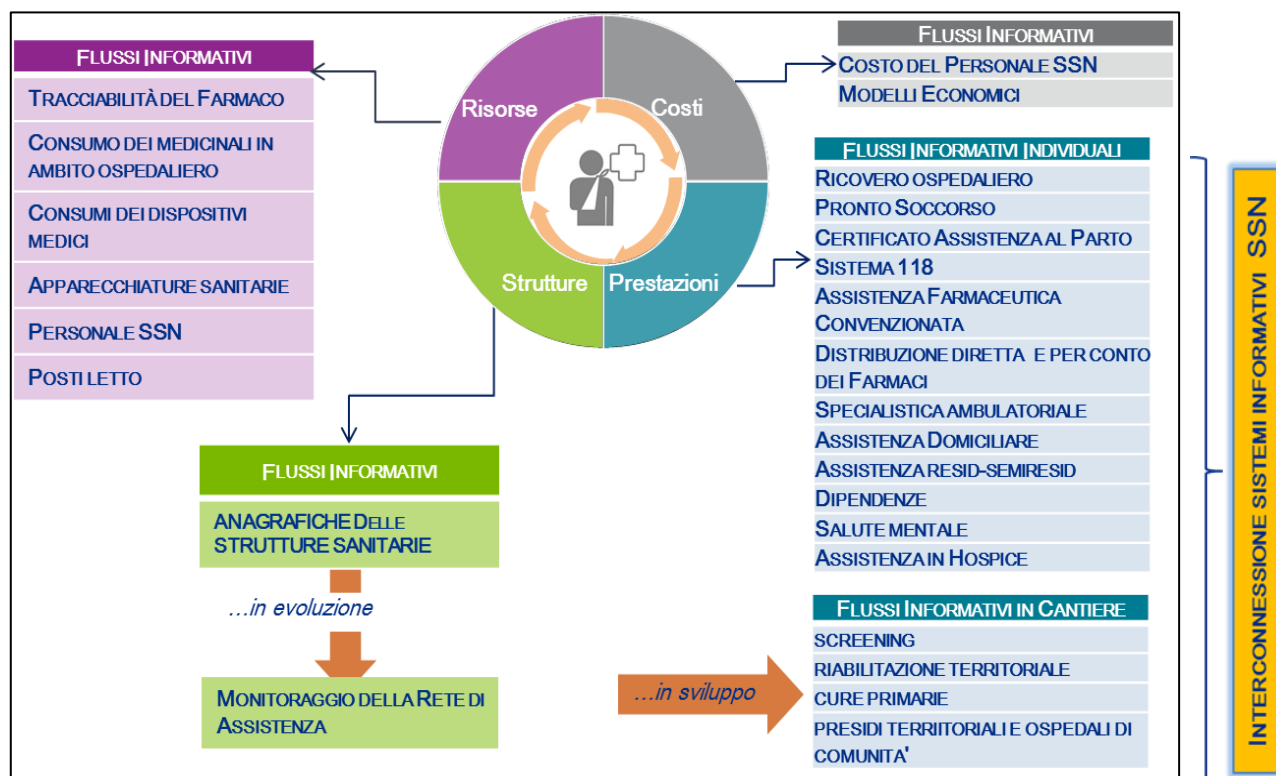 FLUSSI INFORMATIVI
TRACCIABILITÀ DEL FARMACO
CONSUMO DEI MEDICINALI IN
AMBITO OSPEDALIERO
CONSUMI DEI DISPOSITIVI
MEDICI
APPARECCHIATURE SANITARIE
PERSONALE SSN
POSTI LETTO
Risorse
Costi
Strutture
Prestazioni
FLUSSI INFORMATIVI
COSTO DEL PERSONALE SSN
MODELLI ECONOMICI
FLUSSI INFORMATIVI INDIVIDUALI
RICOVERO OSPEDALIERO
PRONTO SOCCORSO
CERTIFICATO ASSISTENZA AL PARTO
SISTEMA 118
ASSISTENZA FARMACEUTICA
CONVENZIONATA
DISTRIBUZIONE DIRETTA E PER CONTO
DEI FARMACI
SPECIALISTICA AMBULATORIALE
ASSISTENZA DOMICILIARE
ASSISTENZA RESID-SEMIRESID
DIPENDENZE
SALUTE MENTALE
ASSISTENZA IN HOSPICE
FLUSSI INFORMATIVI
ANAGRAFICHE DELLE
STRUTTURE SANITARIE
...in evoluzione
MONITORAGGIO DELLA RETE DI
ASSISTENZA
...in sviluppo
FLUSSI INFORMATIVI IN CANTIERE
SCREENING
RIABILITAZIONE TERRITORIALE
CURE PRIMARIE
PRESIDI TERRIITORIALI E OSPEDALI DI
COMUNITA'
INTERCONNESSIONE SISTEMI INFORMATIVI SSN